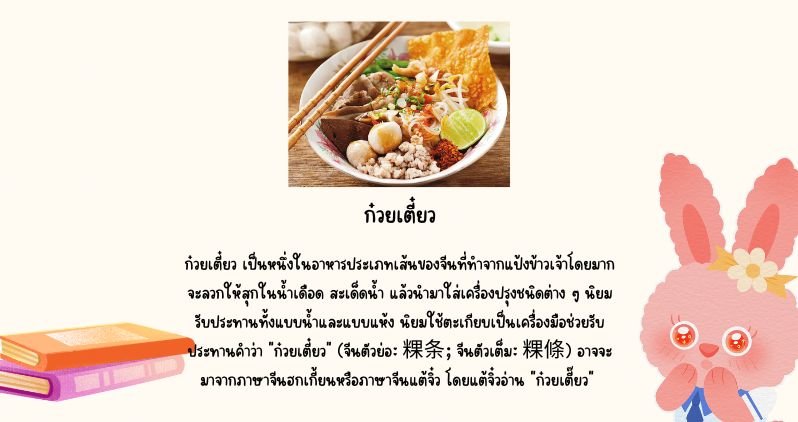 ก๋วยเตี๋ยว
ก๋วยเตี๋ยว เป็นหนึ่งในอาหารประเภทเส้นของจีนที่ทำจากแป้งข้าวเจ้าโดยมาก
จะลวกให้สุกในน้ำเดือด สะเด็ดน้ำ แล้วนำมาใส่เครื่องปรุงชนิดต่าง ๆ นิยม
รับประทานทั้งแบบน้ำและแบบแห้ง นิยมใช้ตะเกียบเป็นเครื่องมือช่วยรับ
ประทานคำว่า "ก๋วยเตี๋ยว" (จีนตัวย่อ: 粿条; จีนตัวเต็ม: 粿條) อาจจะ
มาจากภาษาจีนฮกเกี้ยนหรือภาษาจีนแต้จิ๋ว โดยแต้จิ๋วอ่าน "ก๋วยเตี๊ยว"